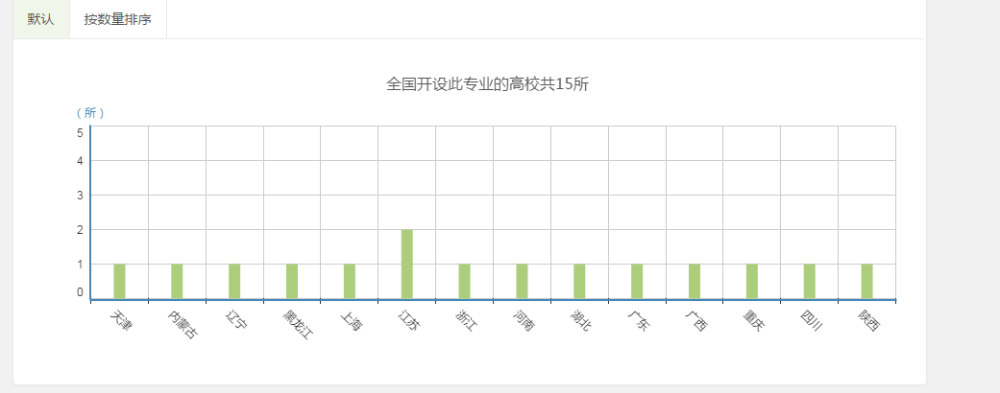 默认 按数量排序
全国开设此专业的高校共15所
（所）
5
4
3
2
1
0
天津 内蒙古 辽宁 黑龙江 上海 江苏 浙江 河南 湖北 广东 广西 重庆 四川 陕西